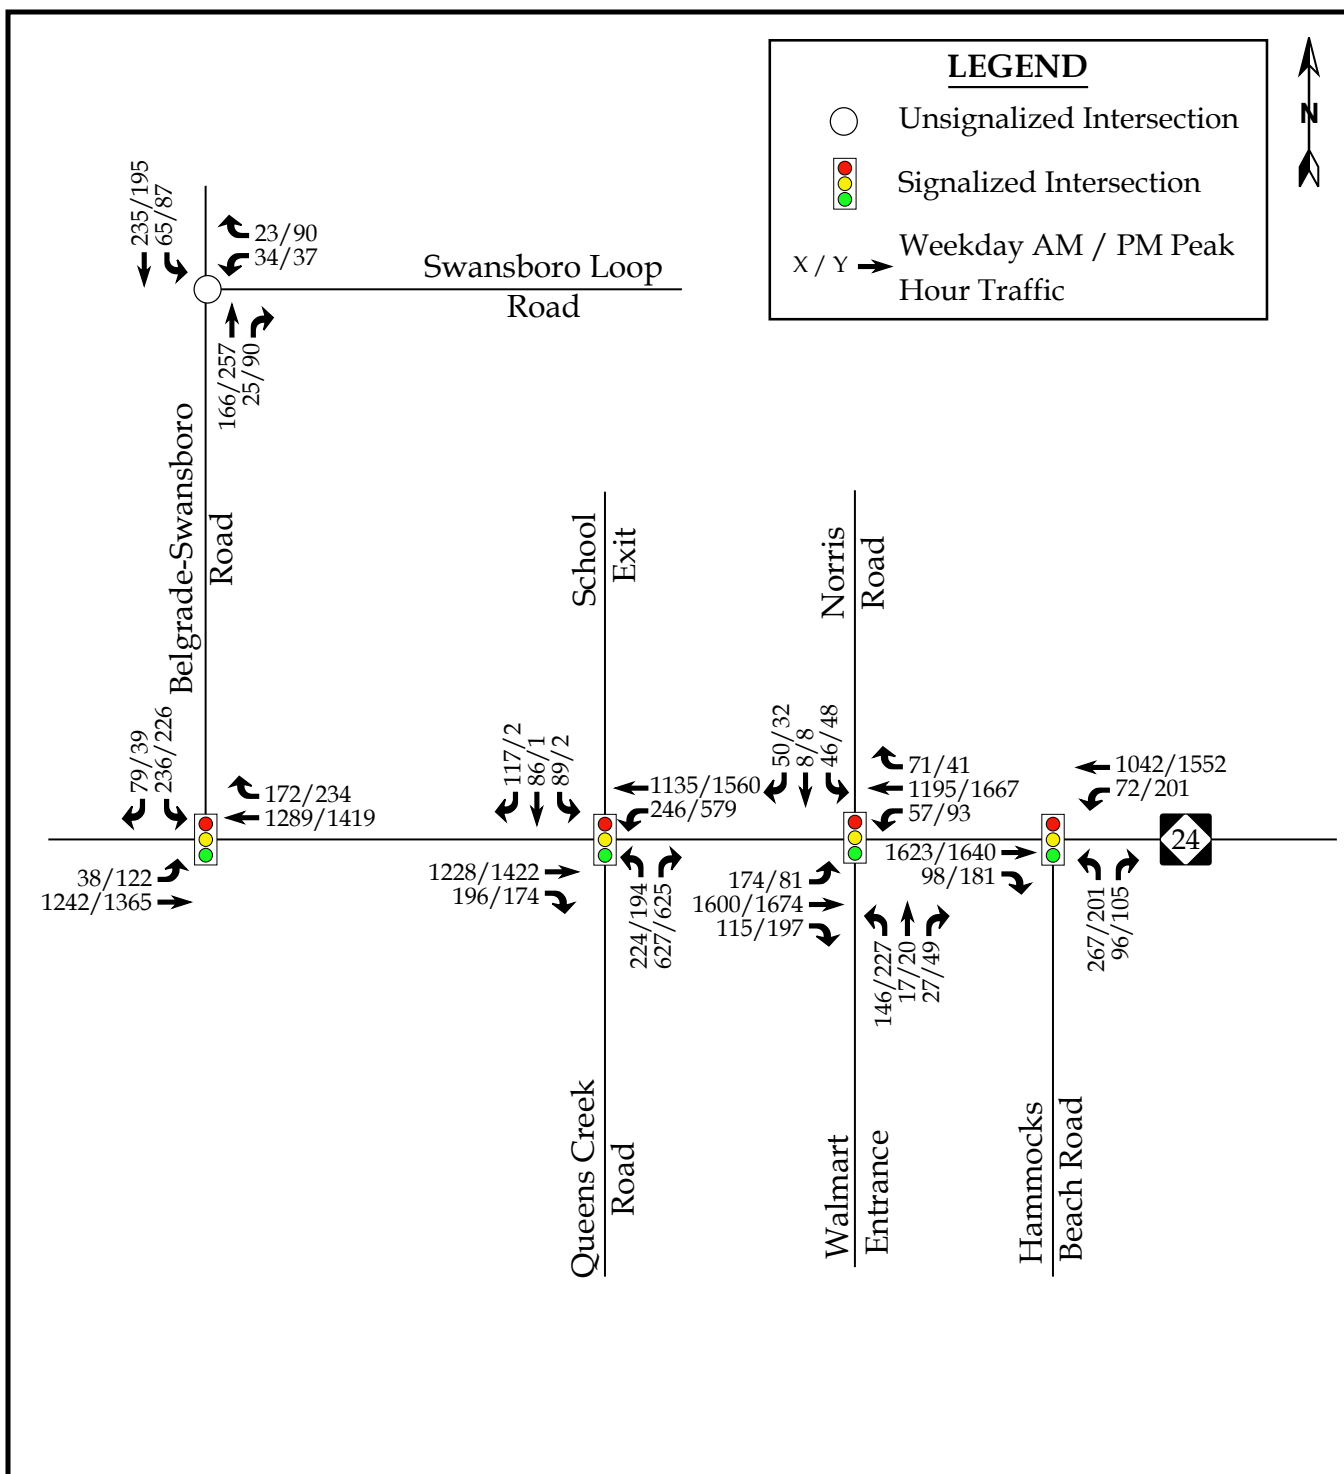 LEGEND
Unsignalized Intersection
Signalized Intersection
X / Y
Weekday AM / PM Peak
Hour Traffic
N
235/195
65/87
23/90
34/37
Swansboro Loop
Road
166/257
25/90
Belgrade-Swansboro
Road
School
Exit
Norris
Road
79/39
236/226
172/234
1289/1419
38/122
1242/1365
117/2
86/1
89/2
1135/1560
246/579
1228/1422
196/174
224/194
627/625
50/32
8/8
46/48
71/41
1195/1667
57/93
174/81
1600/1674
115/197
146/227
17/20
27/49
1042/1552
72/201
1623/1640
98/181
267/201
96/105
24
Queens Creek
Road
Walmart
Entrance
Hammocks
Beach Road